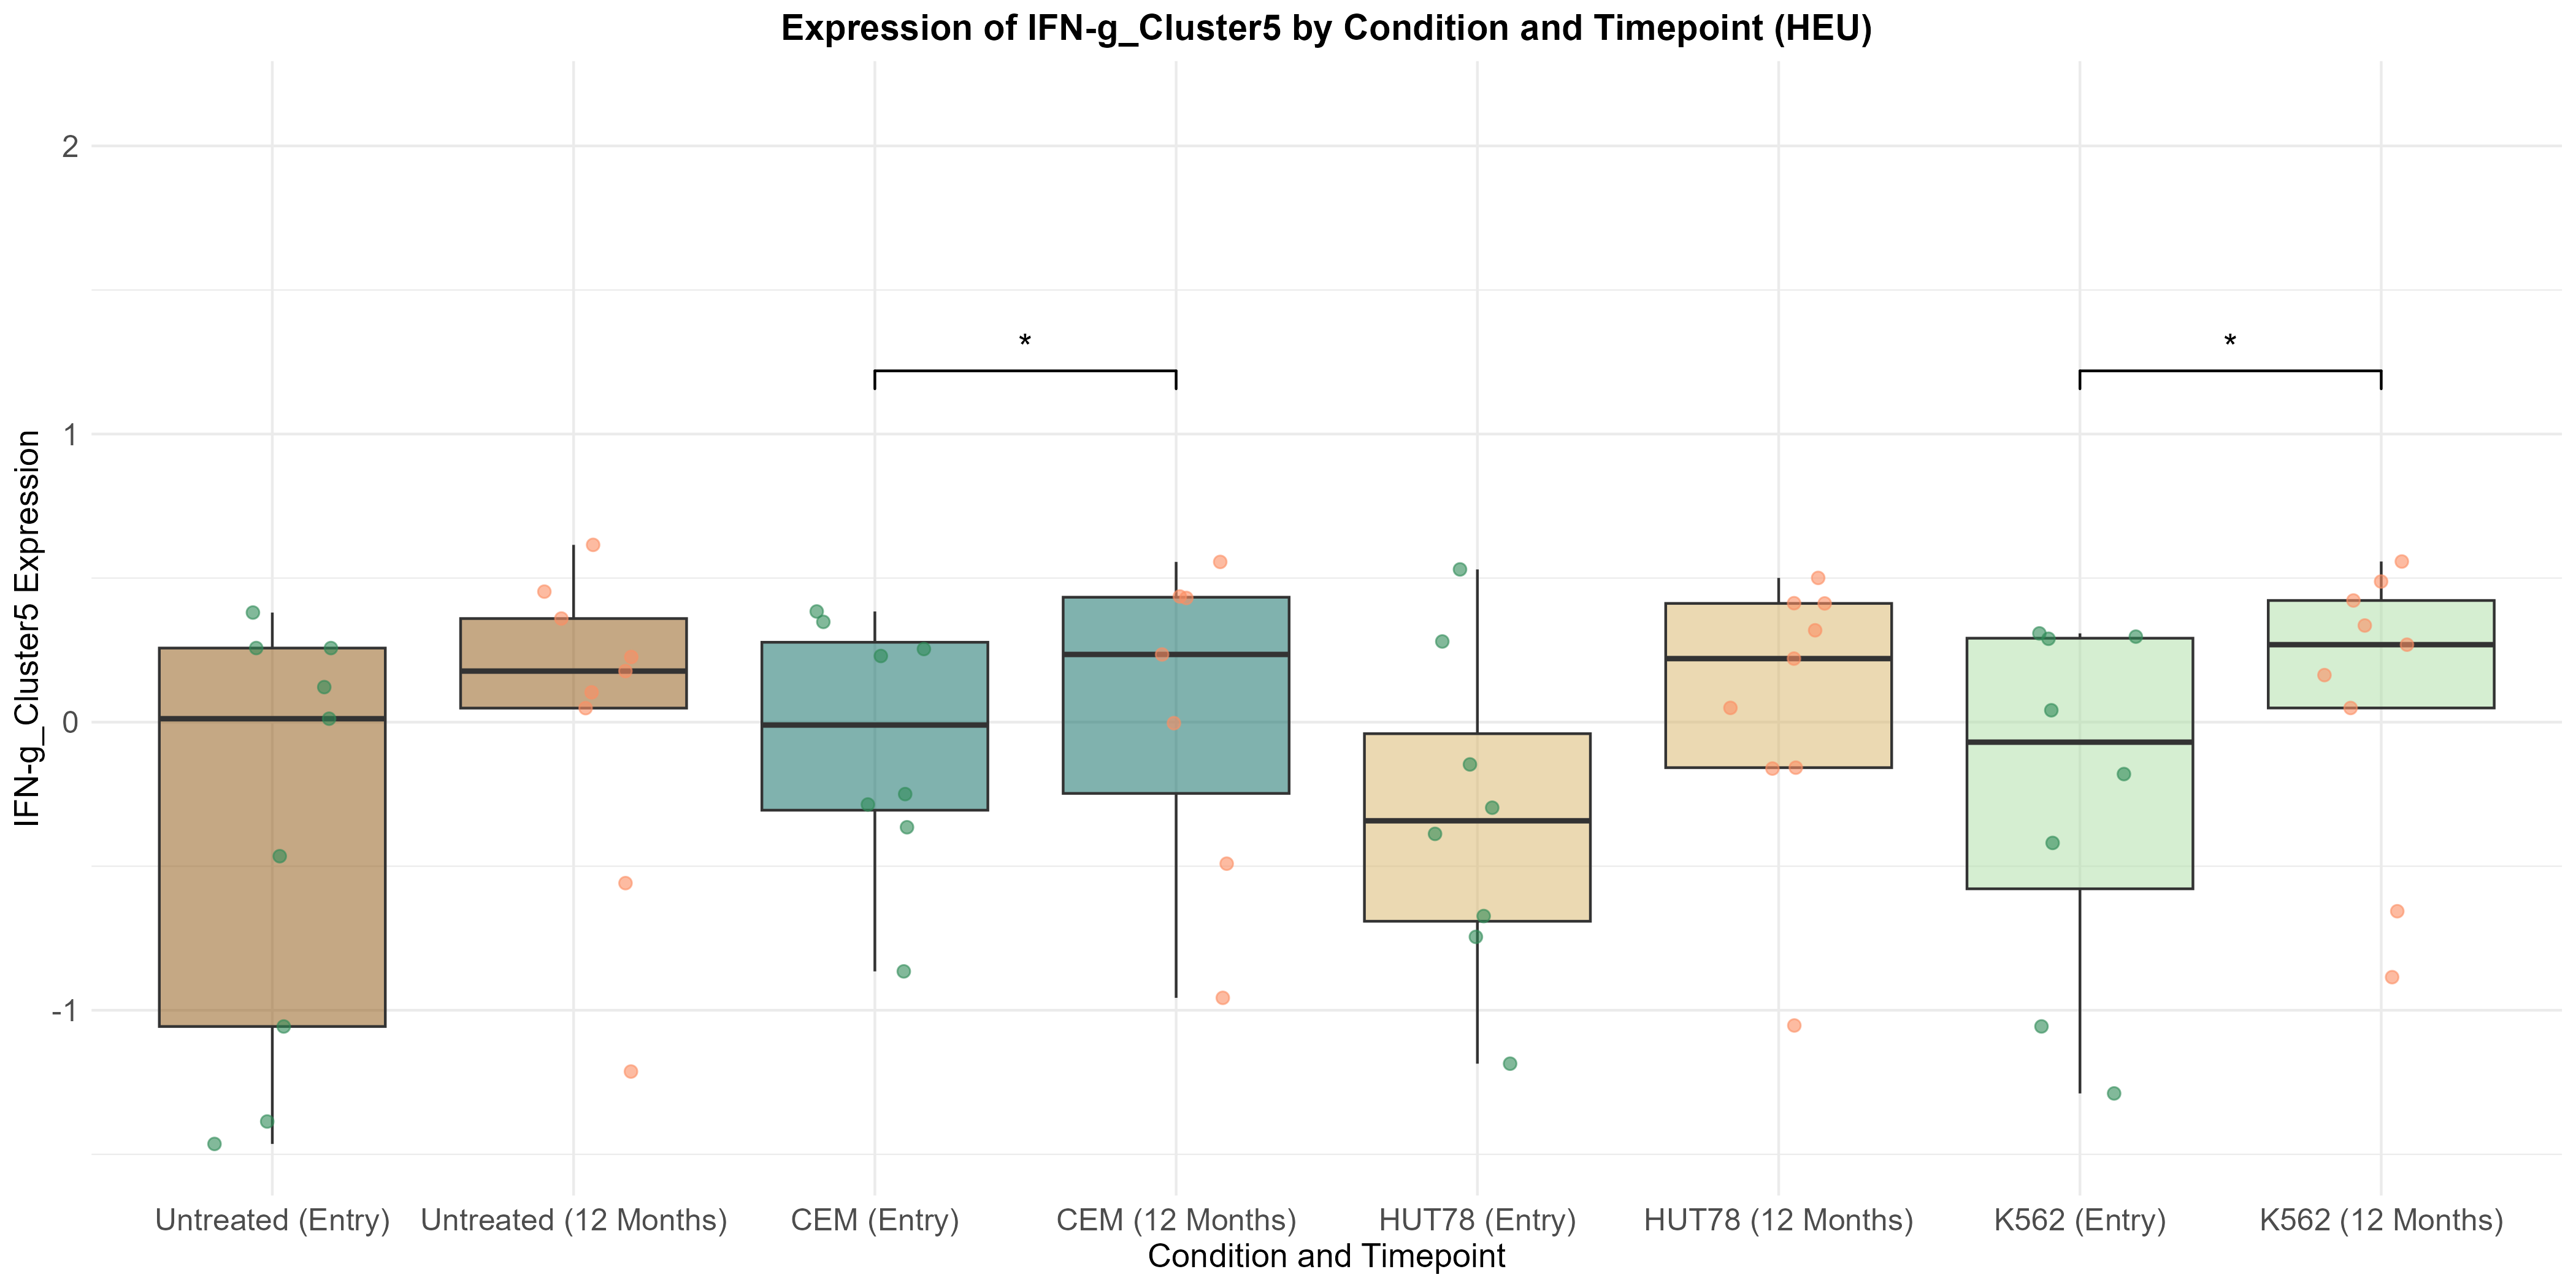 Expression of IFN-g_Cluster5 by Condition and Timepoint (HEU)
IFN-g_Cluster5 Expression
2
1
0
-1
*
*
Untreated (Entry)
Untreated (12 Months)
CEM (Entry)
CEM (12 Months)
HUT78 (Entry)
HUT78 (12 Months)
K562 (Entry)
K562 (12 Months)
Condition and Timepoint